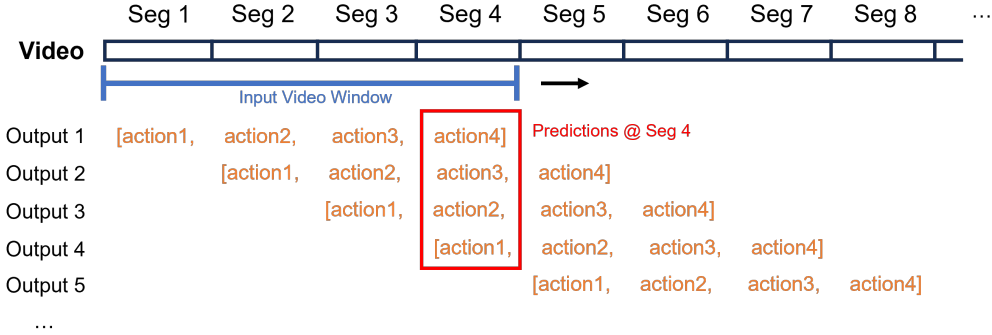 Seg 1 Seg 2 Seg 3 Seg 4 Seg 5 Seg 6 Seg 7 Seg 8 ...
Video
Input Video Window
Output 1 [action1, action2, action3, action4] Predictions @ Seg 4
Output 2 [action1, action2, action3, action4]
Output 3 [action1, action2, action3, action4]
Output 4 [action1, action2, action3, action4]
Output 5 [action1, action2, action3, action4]
...